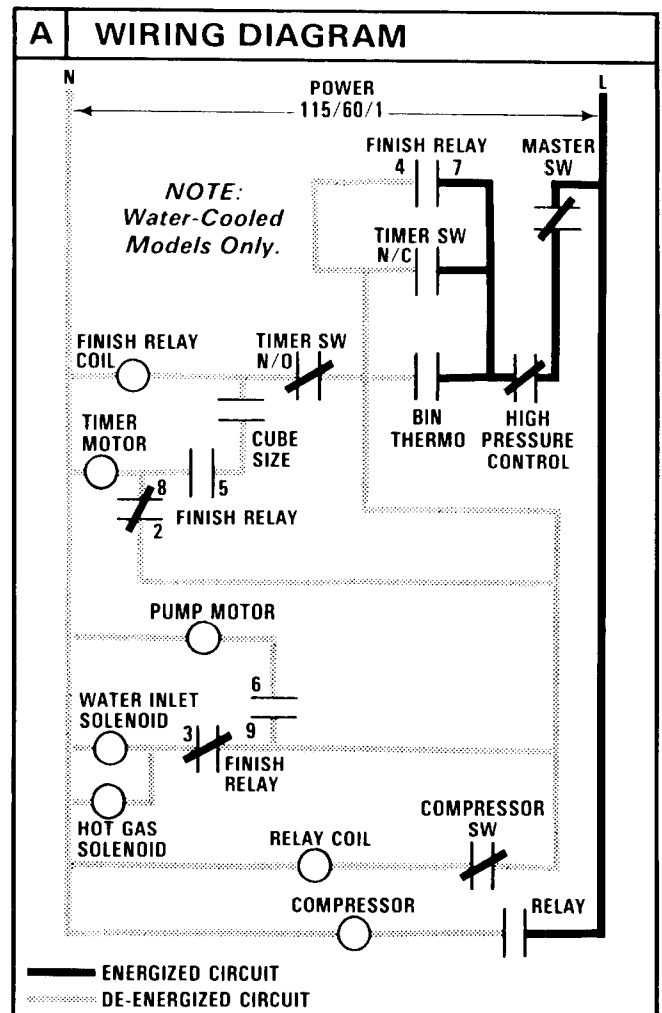 A WIRING DIAGRAM
N
L
POWER
115/60/1
FINISH RELAY
4 7
MASTER
SW
NOTE:
Water-Cooled
Models Only.
TIMER SW
N/C
FINISH RELAY
COIL
TIMER SW
N/O
TIMER
MOTOR
CUBE
SIZE
BIN
THERMO
HIGH
PRESSURE
CONTROL
8
5
FINISH RELAY
2
PUMP MOTOR
6
WATER INLET
SOLENOID
3
9
FINISH
RELAY
HOT GAS
SOLENOID
RELAY COIL
COMPRESSOR
SW
COMPRESSOR
RELAY
ENERGIZED CIRCUIT
DE-ENERGIZED CIRCUIT